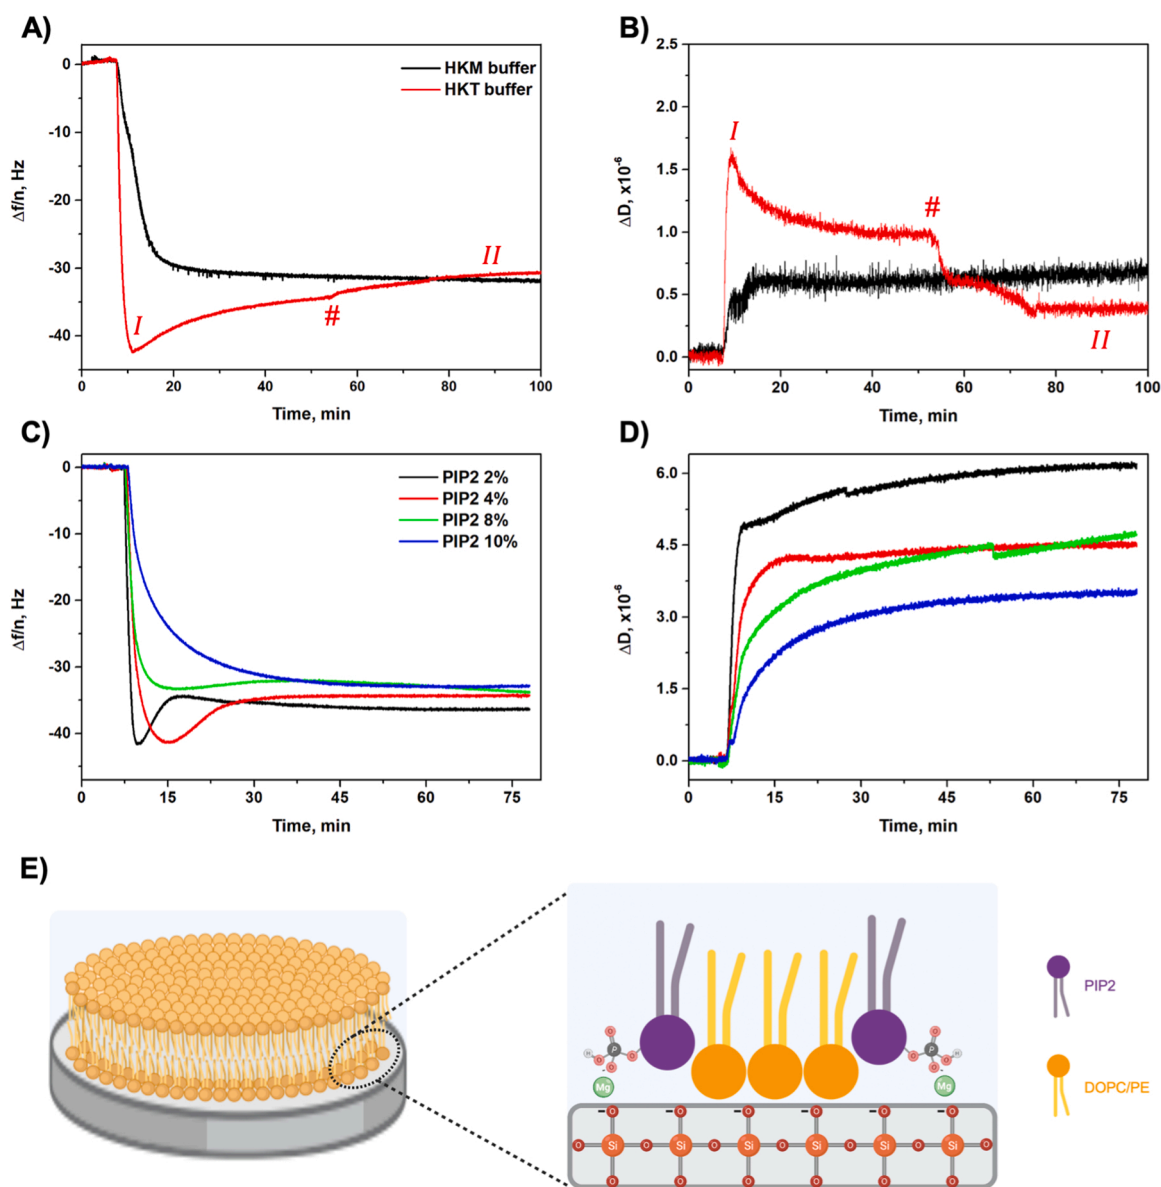 A)
0
-10
-20
-30
-40
Δf/n, Hz
HKM buffer
HKT buffer
I
#
II
0
20
40
60
80
100
Time, min
B)
2.5
2.0
1.5
1.0
0.5
0.0
ΔD, x10-6
I
#
II
0
20
40
60
80
100
Time, min
C)
0
-10
-20
-30
-40
Δf/n, Hz
PIP2 2%
PIP2 4%
PIP2 8%
PIP2 10%
0
15
30
45
60
75
Time, min
D)
6.0
4.5
3.0
1.5
0.0
ΔD, x10-6
0
15
30
45
60
75
Time, min
E)
O
O
H O P O
O
Mg
O
O
O P O H
O
Mg
PIP2
DOPC/PE
O O O O O O
O Si O Si O Si O Si O Si O Si O
O O O O O O